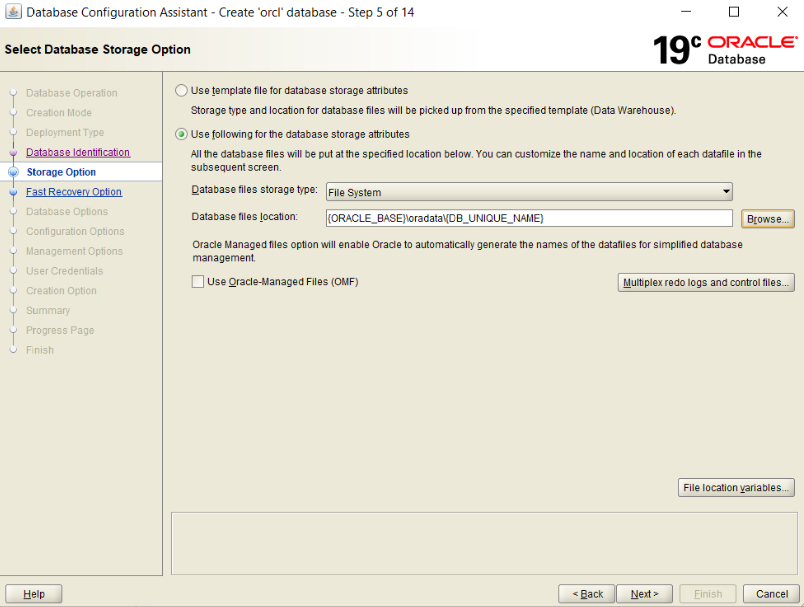 Database Configuration Assistant - Create 'orcl' database - Step 5 of 14
Select Database Storage Option
19c ORACLE
Database
Database Operation
Creation Mode
Deployment Type
Database Identification
Storage Option
Fast Recovery Option
Database Options
Configuration Options
Management Options
User Credentials
Creation Option
Summary
Progress Page
Finish
Use template file for database storage attributes
Storage type and location for database files will be picked up from the specified template (Data Warehouse).
Use following for the database storage attributes
All the database files will be put at the specified location below. You can customize the name and location of each datafile in the
subsequent screen.
Database files storage type: File System
Database files location: {ORACLE_BASE}\oradata\{DB_UNIQUE_NAME} Browse...
Oracle Managed files option will enable Oracle to automatically generate the names of the datafiles for simplified database
management.
Use Oracle-Managed Files (OMF) Multiplex redo logs and control files...
File location variables...
Help < Back Next > Finish Cancel